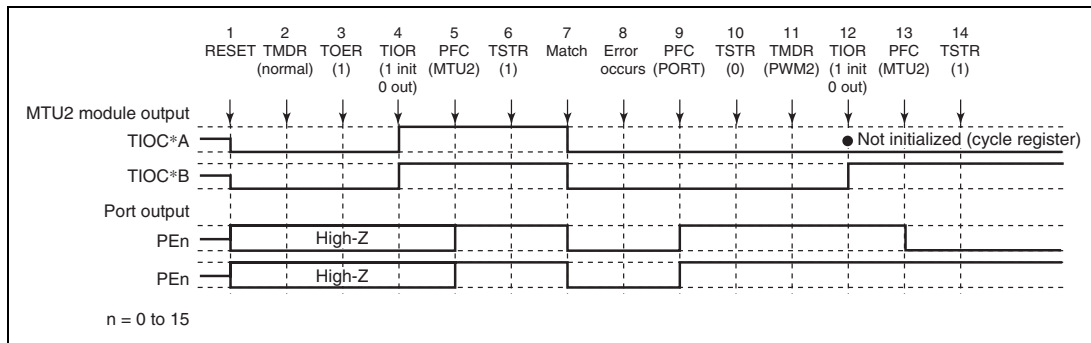 1 2 3 4 5 6 7 8 9 10 11 12 13 14
RESET TMDR TOER TIOR PFC TSTR Match Error PFC TSTR TMDR TIOR PFC TSTR
(normal) (1) (1 init (MTU2) (1) occurs (PORT) (0) (PWM2) (1 init (MTU2) (1)
0 out) 0 out)
MTU2 module output
TIOC*A
● Not initialized (cycle register)
TIOC*B
Port output
PEn
High-Z
PEn
High-Z
n = 0 to 15